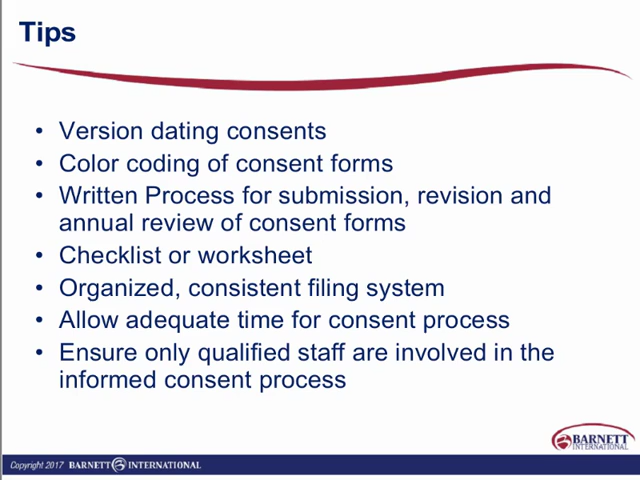 Tips
• Version dating consents
• Color coding of consent forms
• Written Process for submission, revision and
annual review of consent forms
• Checklist or worksheet
• Organized, consistent filing system
• Allow adequate time for consent process
• Ensure only qualified staff are involved in the
informed consent process
BARNETT
INTERNATIONAL
Copyright 2017 BARNETT INTERNATIONAL